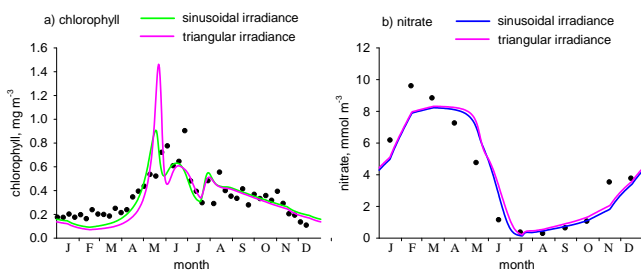 a) chlorophyll
sinusoidal irradiance
triangular irradiance
1.6
1.4
1.2
1.0
0.8
0.6
0.4
0.2
0.0
chlorophyll, mg m-3
J F M A M J J A S O N D
month
b) nitrate
sinusoidal irradiance
triangular irradiance
12
10
8
6
4
2
0
nitrate, mmol m-3
J F M A M J J A S O N D
month